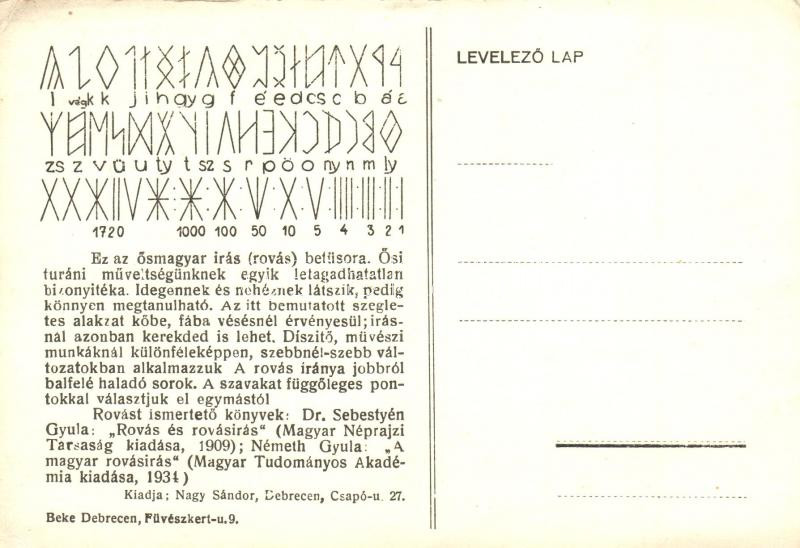 l végk k j i h gy g f é e d cs c b á a
zs z v ü u ty t sz s r p ö o ny n m ly
1720 1000 100 50 10 5 4 3 2 1
Ez az ősmagyar irás (rovás) betűsora. Ősi
turáni műveltségünknek egyik letagadhatatlan
bizonyitéka. Idegennek és nehéznek látszik, pedig
könnyen megtanulható. Az itt bemutatott szegle-
tes alakzat kőbe, fába vésésnél érvényesül; irás-
nál azonban kerekded is lehet. Díszitő, művészi
munkáknál különféleképpen, szebbnél-szebb vál-
tozatokban alkalmazzuk A rovás iránya jobbról
balfelé haladó sorok. A szavakat függőleges pon-
tokkal választjuk el egymástól
Rovást ismertető könyvek: Dr. Sebestyén
Gyula: „Rovás és rovásirás“ (Magyar Néprajzi
Társaság kiadása, 1909); Németh Gyula: „A
magyar rovásirás“ (Magyar Tudományos Akadé-
mia kiadása, 1934)
Kiadja; Nagy Sándor, Debrecen, Csapó-u. 27.
Beke Debrecen, Füvészkert-u. 9.
LEVELEZŐ LAP